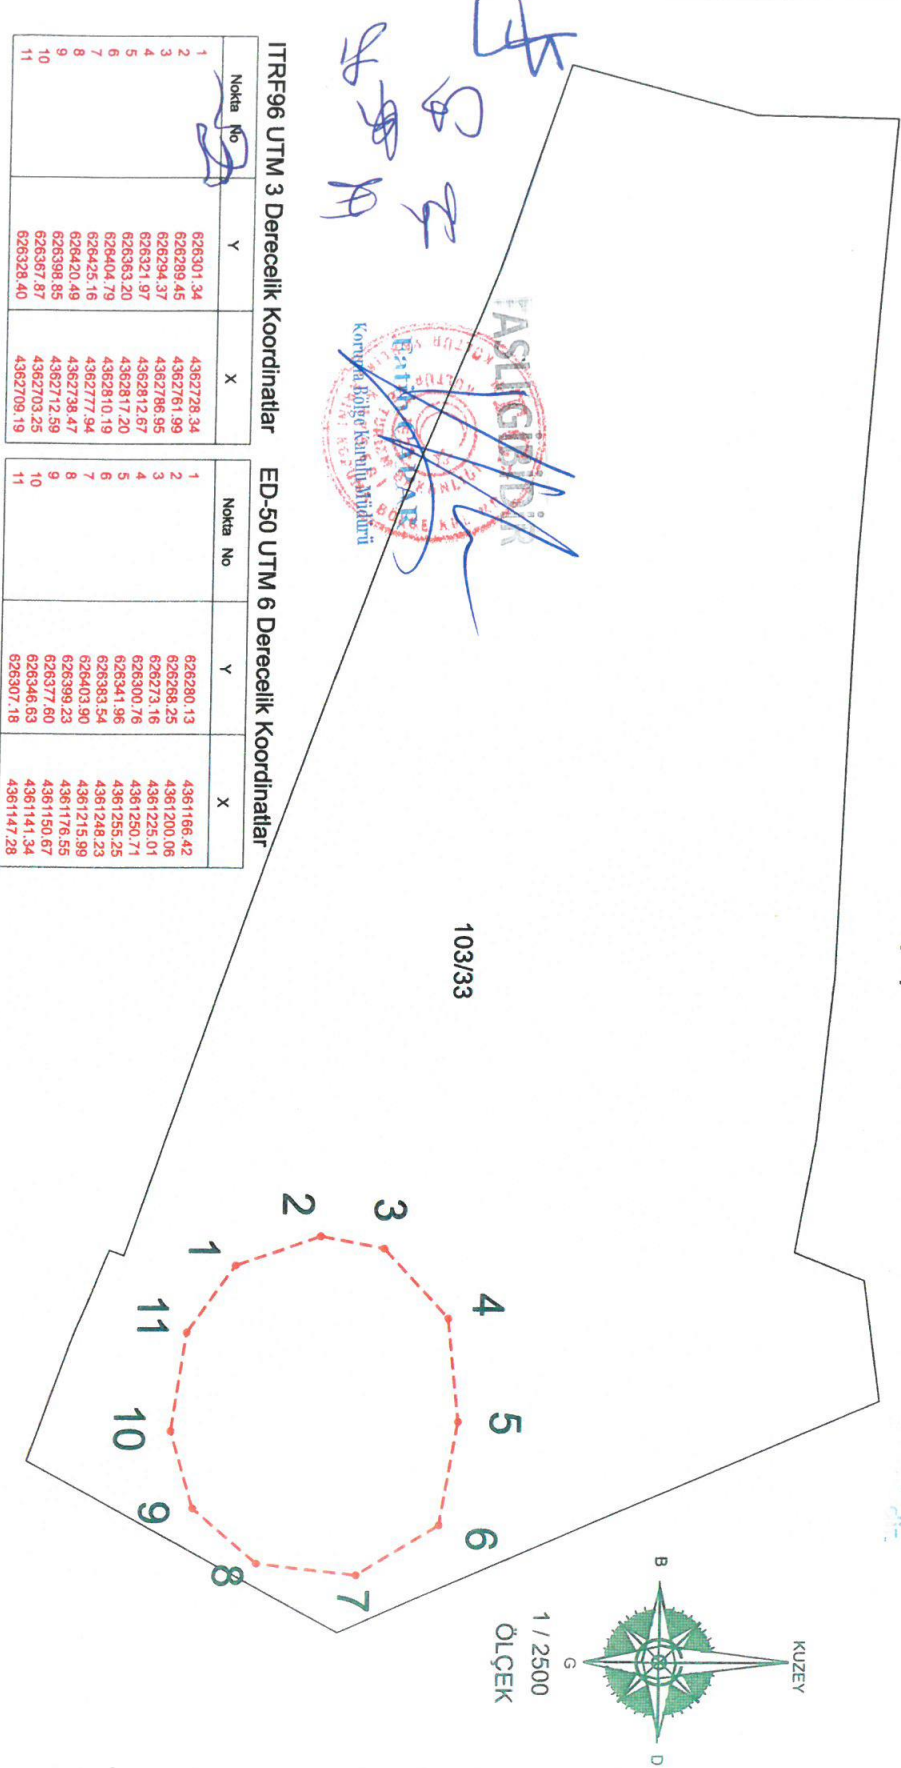 KUZEY
B
D
G
1 / 2500
ÖLÇEK
103/33
1
2
3
4
5
6
7
8
9
10
11
ASLI GİBİDİR
Koruma Bölge Kurulu Müdürü
ITRF96 UTM 3 Derecelik Koordinatlar
Nokta No Y X
1 626301.34 4362728.34
2 626289.45 4362761.99
3 626294.37 4362786.95
4 626321.97 4362812.67
5 626363.20 4362817.20
6 626404.79 4362810.19
7 626425.16 4362777.94
8 626420.49 4362738.47
9 626398.85 4362712.59
10 626367.87 4362703.25
11 626328.40 4362709.19
ED-50 UTM 6 Derecelik Koordinatlar
Nokta No Y X
1 626280.13 4361166.42
2 626268.25 4361200.06
3 626273.16 4361225.01
4 626300.76 4361250.71
5 626341.96 4361255.25
6 626383.54 4361248.23
7 626403.90 4361215.99
8 626399.23 4361176.55
9 626377.60 4361150.67
10 626346.63 4361141.34
11 626307.18 4361147.28